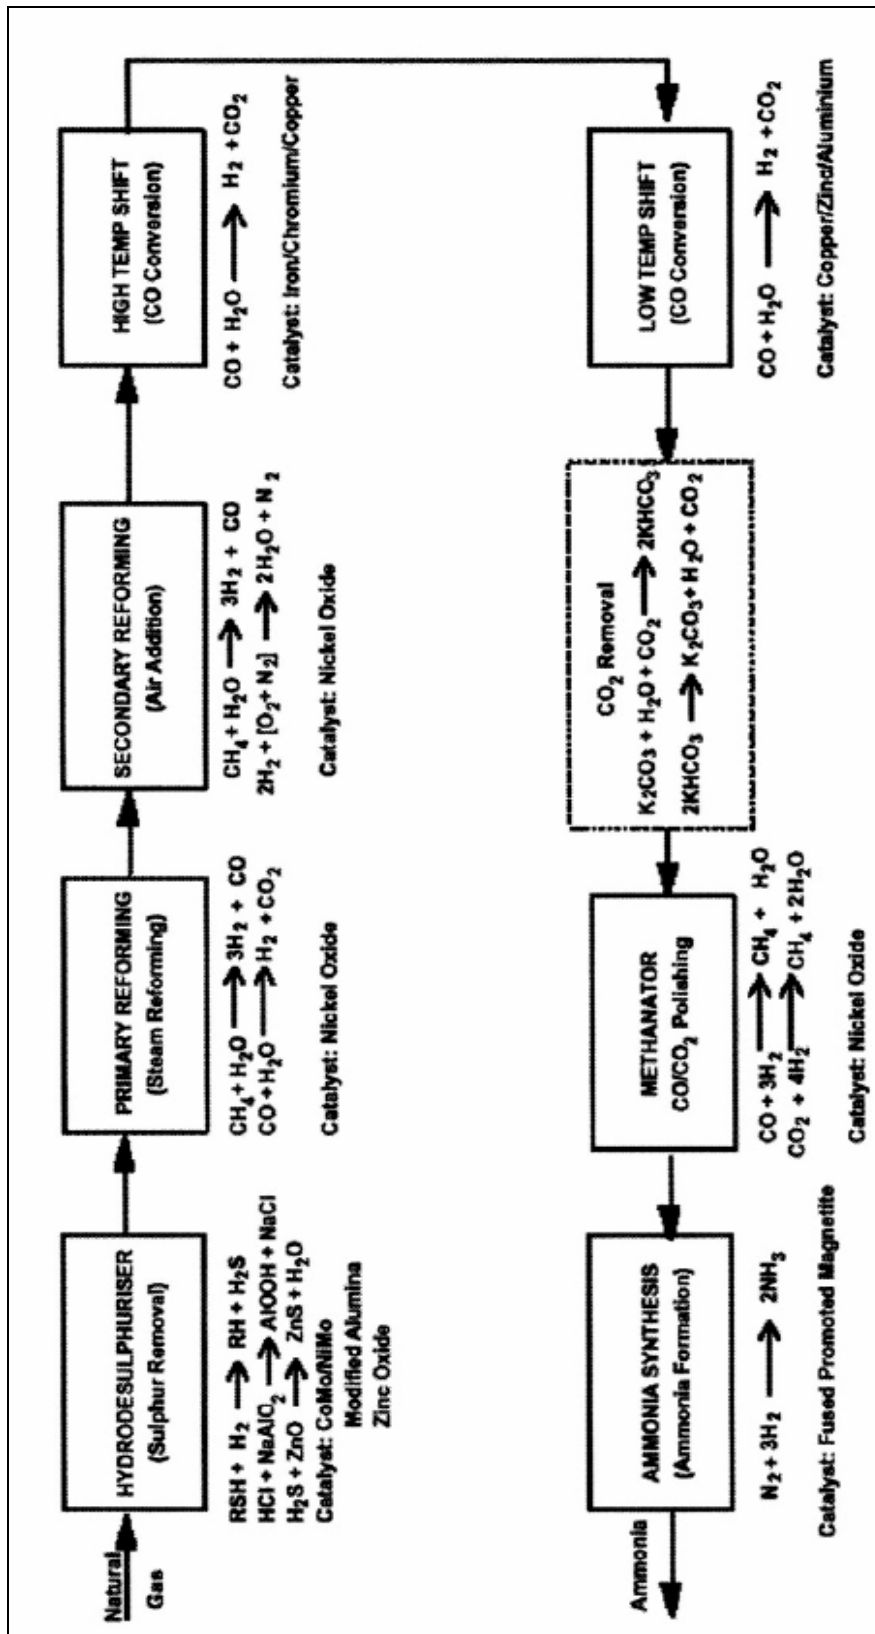 Natural
Gas
HYDRODESULPHURISER
(Sulphur Removal)
RSH + H2 → RH + H2S
HCl + NaAlO2 → AlOOH + NaCl
H2S + ZnO → ZnS + H2O
Catalyst: CoMo/NiMo
Modified Alumina
Zinc Oxide
PRIMARY REFORMING
(Steam Reforming)
CH4 + H2O → 3H2 + CO
CO + H2O → H2 + CO2
Catalyst: Nickel Oxide
SECONDARY REFORMING
(Air Addition)
CH4 + H2O → 3H2 + CO
2H2 + [O2 + N2] → 2H2O + N2
Catalyst: Nickel Oxide
HIGH TEMP SHIFT
(CO Conversion)
CO + H2O → H2 + CO2
Catalyst: Iron/Chromium/Copper
LOW TEMP SHIFT
(CO Conversion)
CO + H2O → H2 + CO2
Catalyst: Copper/Zind/Aluminium
CO2 Removal
K2CO3 + H2O + CO2 → 2KHCO3
2KHCO3 → K2CO3 + H2O + CO2
METHANATOR
CO/CO2 Polishing
CO + 3H2 → CH4 + H2O
CO2 + 4H2 → CH4 + 2H2O
Catalyst: Nickel Oxide
AMMONIA SYNTHESIS
(Ammonia Formation)
N2 + 3H2 → 2NH3
Catalyst: Fused Promoted Magnetite
Ammonia